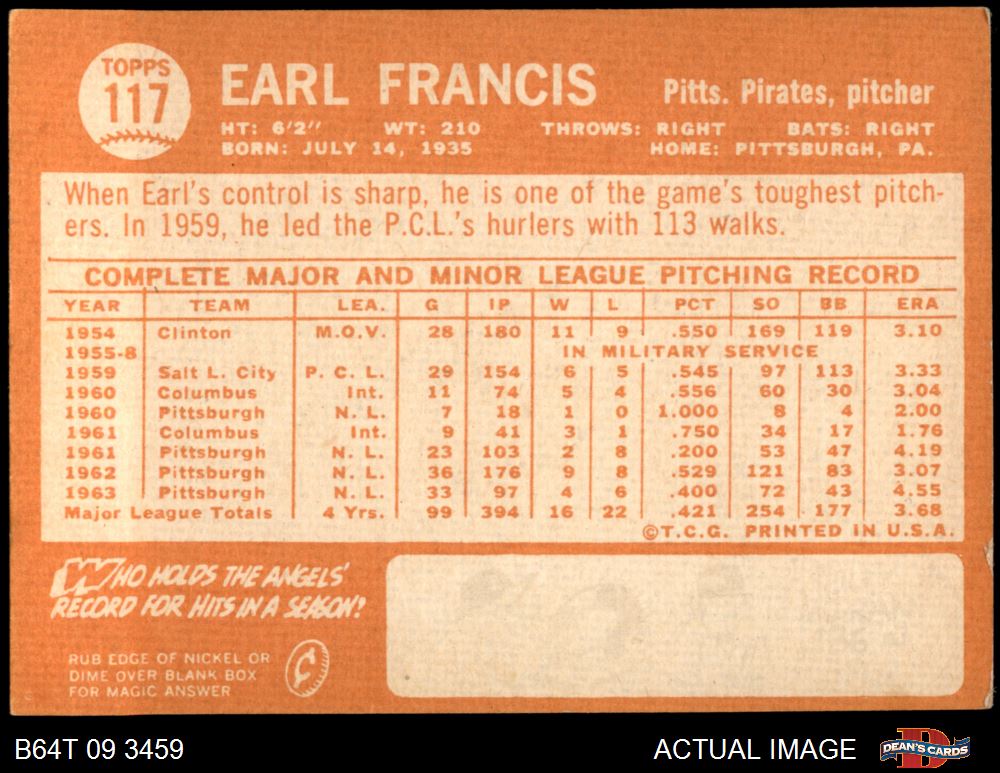 TOPPS
117
EARL FRANCIS
Pitts. Pirates, pitcher
HT: 6'2" WT: 210 THROWS: RIGHT BATS: RIGHT
BORN: JULY 14, 1935 HOME: PITTSBURGH, PA.
When Earl's control is sharp, he is one of the game's toughest pitch-
ers. In 1959, he led the P.C.L.'s hurlers with 113 walks.
COMPLETE MAJOR AND MINOR LEAGUE PITCHING RECORD
YEAR TEAM LEA. G IP W L PCT SO BB ERA
1954 Clinton M.O.V. 28 180 11 9 .550 169 119 3.10
1955-8 IN MILITARY SERVICE
1959 Salt L. City P. C. L. 29 154 6 5 .545 97 113 3.33
1960 Columbus Int. 11 74 5 4 .556 60 30 3.04
1960 Pittsburgh N. L. 7 18 1 0 1.000 8 4 2.00
1961 Columbus Int. 9 41 3 1 .750 34 17 1.76
1961 Pittsburgh N. L. 23 103 2 8 .200 53 47 4.19
1962 Pittsburgh N. L. 36 176 9 8 .529 121 83 3.07
1963 Pittsburgh N. L. 33 97 4 6 .400 72 43 4.55
Major League Totals 4 Yrs. 99 394 16 22 .421 254 177 3.68
©T.C.G. PRINTED IN U.S.A.
WHO HOLDS THE ANGELS'
RECORD FOR HITS IN A SEASON?
RUB EDGE OF NICKEL OR
DIME OVER BLANK BOX
FOR MAGIC ANSWER
B64T 09 3459 ACTUAL IMAGE
DEAN'S CARDS